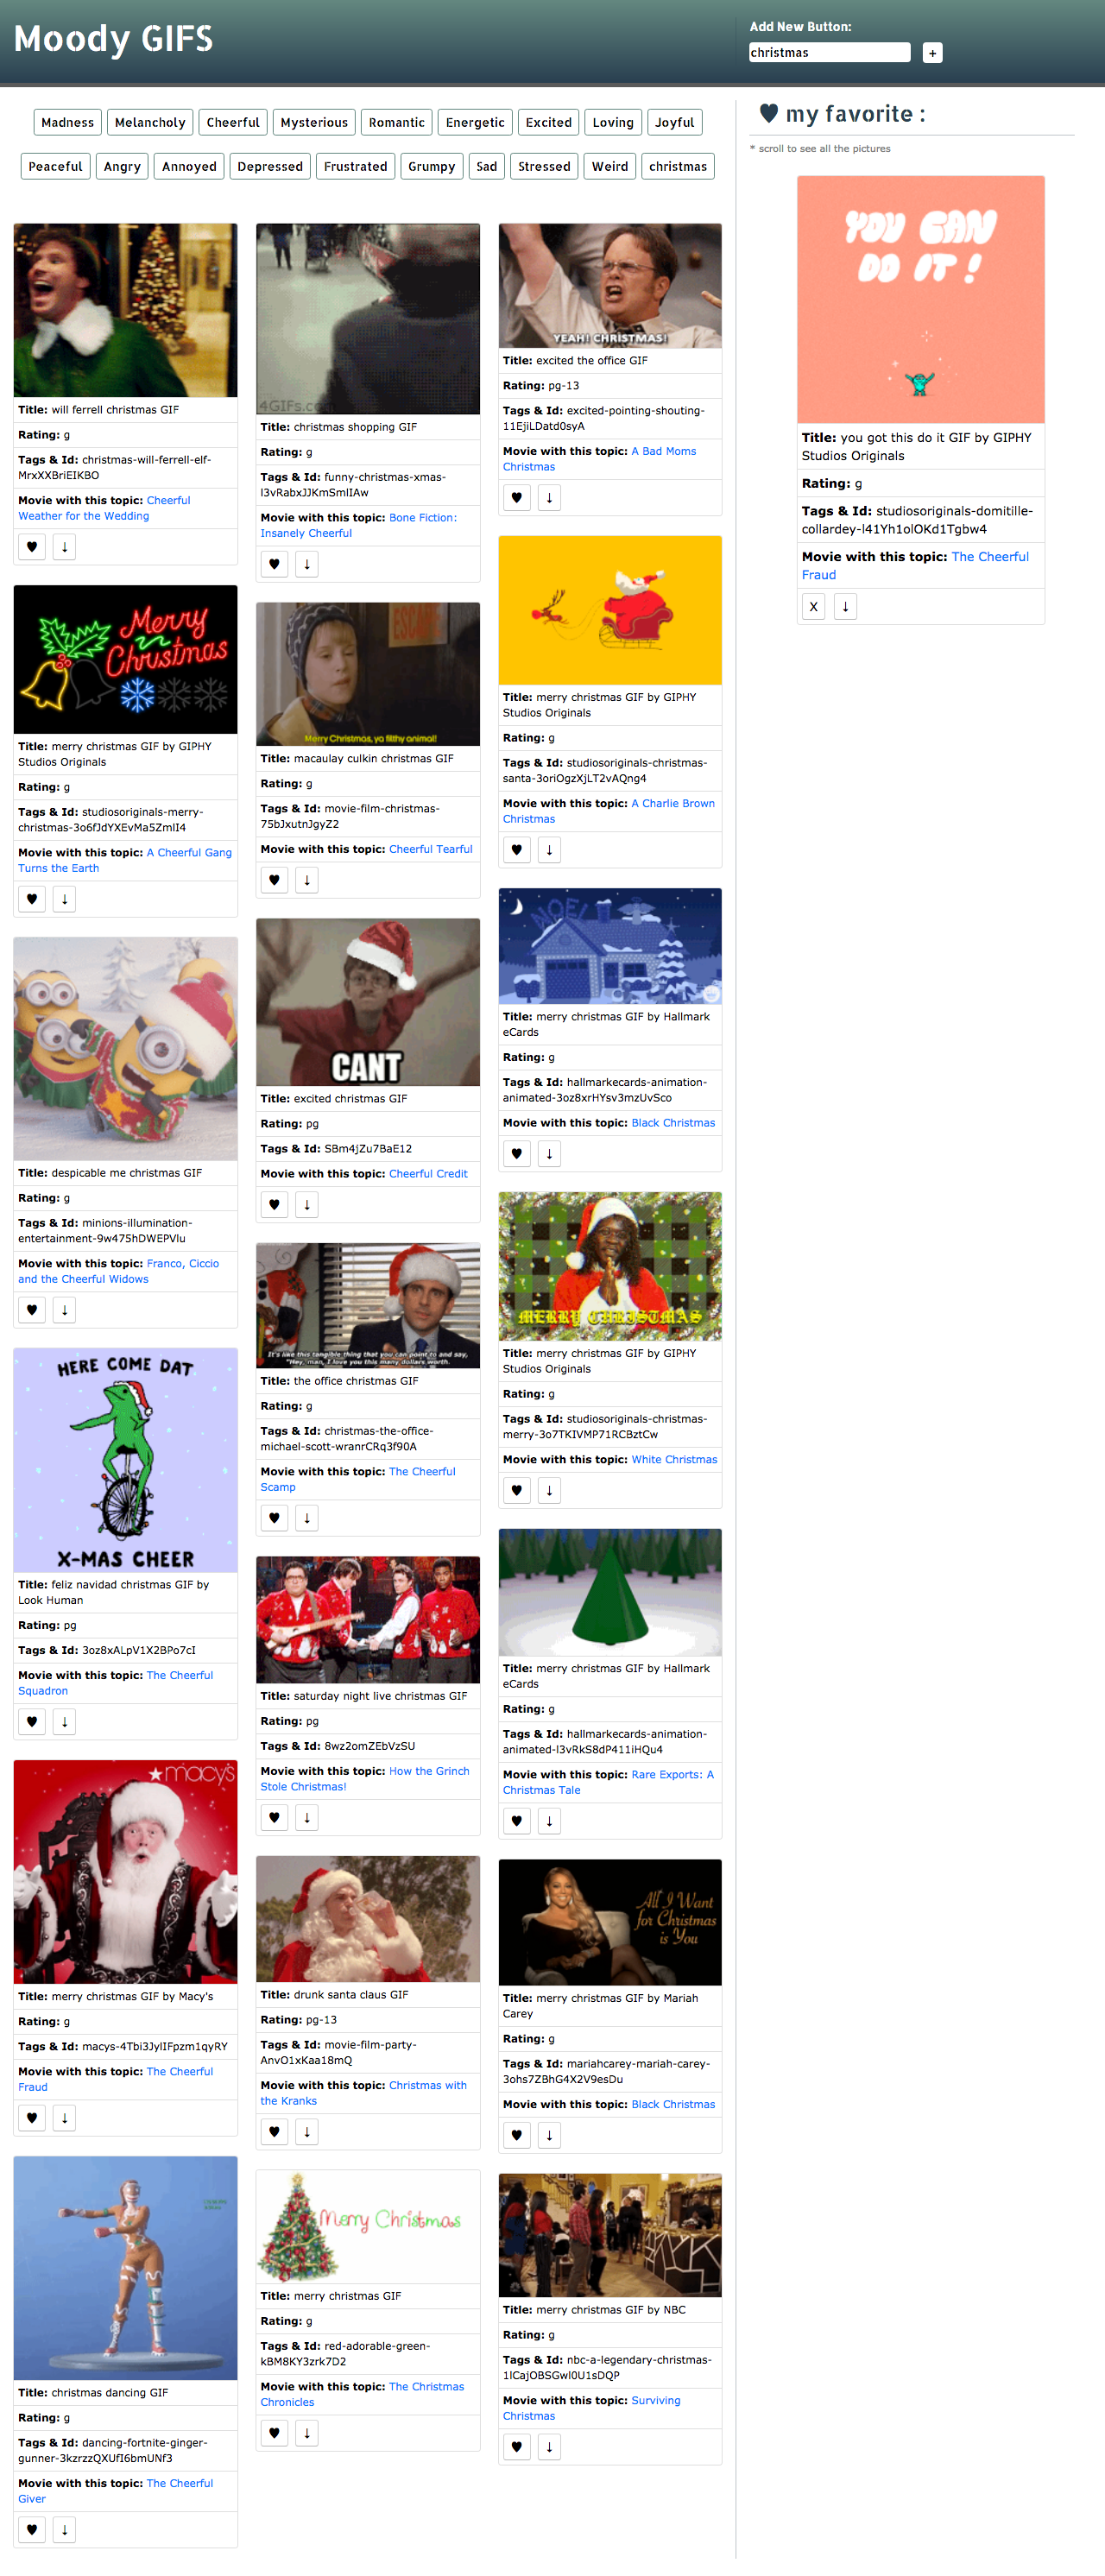 Moody GIFS
Add New Button:
christmas
+
Madness Melancholy Cheerful Mysterious Romantic Energetic Excited Loving Joyful
Peaceful Angry Annoyed Depressed Frustrated Grumpy Sad Stressed Weird christmas
Title: will ferrell christmas GIF
Rating: g
Tags & Id: christmas-will-ferrell-elf-
MrxXXBriEIKBO
Movie with this topic: Cheerful
Weather for the Wedding
♥ ↓
Merry
Christmas
Title: merry christmas GIF by GIPHY
Studios Originals
Rating: g
Tags & Id: studiosoriginals-merry-
christmas-3o6fJdYXEvMa5ZmlI4
Movie with this topic: A Cheerful Gang
Turns the Earth
♥ ↓
Title: despicable me christmas GIF
Rating: g
Tags & Id: minions-illumination-
entertainment-9w475hDWEPVlu
Movie with this topic: Franco, Ciccio
and the Cheerful Widows
♥ ↓
HERE COME DAT
X-MAS CHEER
Title: feliz navidad christmas GIF by
Look Human
Rating: pg
Tags & Id: 3oz8xALpV1X2BPo7cI
Movie with this topic: The Cheerful
Squadron
♥ ↓
★macy's
Title: merry christmas GIF by Macy's
Rating: g
Tags & Id: macys-4Tbi3JylIFpzm1qyRY
Movie with this topic: The Cheerful
Fraud
♥ ↓
Title: christmas dancing GIF
Rating: g
Tags & Id: dancing-fortnite-ginger-
gunner-3kzrzzQXUfI6bmUNf3
Movie with this topic: The Cheerful
Giver
♥ ↓
4GIFs.com
Title: christmas shopping GIF
Rating: g
Tags & Id: funny-christmas-xmas-
l3vRabxJJKmSmlIAw
Movie with this topic: Bone Fiction:
Insanely Cheerful
♥ ↓
Merry Christmas, ya filthy animal!
Title: macaulay culkin christmas GIF
Rating: g
Tags & Id: movie-film-christmas-
75bJxutnJgyZ2
Movie with this topic: Cheerful Tearful
♥ ↓
CANT
Title: excited christmas GIF
Rating: pg
Tags & Id: SBm4jZu7BaE12
Movie with this topic: Cheerful Credit
♥ ↓
It's like this tangible thing that you can point to and say,
"Hey, man, I love you this many dollars worth.
Title: the office christmas GIF
Rating: g
Tags & Id: christmas-the-office-
michael-scott-wranrCRq3f90A
Movie with this topic: The Cheerful
Scamp
♥ ↓
Title: saturday night live christmas GIF
Rating: pg
Tags & Id: 8wz2omZEbVzSU
Movie with this topic: How the Grinch
Stole Christmas!
♥ ↓
Title: drunk santa claus GIF
Rating: pg-13
Tags & Id: movie-film-party-
AnvO1xKaa18mQ
Movie with this topic: Christmas with
the Kranks
♥ ↓
Merry Christmas
Title: merry christmas GIF
Rating: g
Tags & Id: red-adorable-green-
kBM8KY3zrk7D2
Movie with this topic: The Christmas
Chronicles
♥ ↓
YEAH! CHRISTMAS!
Title: excited the office GIF
Rating: pg-13
Tags & Id: excited-pointing-shouting-
11EjiLDatd0syA
Movie with this topic: A Bad Moms
Christmas
♥ ↓
Title: merry christmas GIF by GIPHY
Studios Originals
Rating: g
Tags & Id: studiosoriginals-christmas-
santa-3oriOgzXjLT2vAQng4
Movie with this topic: A Charlie Brown
Christmas
♥ ↓
NOEL
Title: merry christmas GIF by Hallmark
eCards
Rating: g
Tags & Id: hallmarkecards-animation-
animated-3oz8xrHYsv3mzUvSco
Movie with this topic: Black Christmas
♥ ↓
MERRY CHRISTMAS
Title: merry christmas GIF by GIPHY
Studios Originals
Rating: g
Tags & Id: studiosoriginals-christmas-
merry-3o7TKIVMP71RCBztCw
Movie with this topic: White Christmas
♥ ↓
Title: merry christmas GIF by Hallmark
eCards
Rating: g
Tags & Id: hallmarkecards-animation-
animated-l3vRkS8dP411iHQu4
Movie with this topic: Rare Exports: A
Christmas Tale
♥ ↓
All I Want
for Christmas
is You
Title: merry christmas GIF by Mariah
Carey
Rating: g
Tags & Id: mariahcarey-mariah-carey-
3ohs7ZBhG4X2V9esDu
Movie with this topic: Black Christmas
♥ ↓
Title: merry christmas GIF by NBC
Rating: g
Tags & Id: nbc-a-legendary-christmas-
1lCajOBSGwl0U1sDQP
Movie with this topic: Surviving
Christmas
♥ ↓
♥ my favorite :
* scroll to see all the pictures
YOU CAN
DO IT!
Title: you got this do it GIF by GIPHY
Studios Originals
Rating: g
Tags & Id: studiosoriginals-domitille-
collardey-l41Yh1olOKd1Tgbw4
Movie with this topic: The Cheerful
Fraud
X ↓